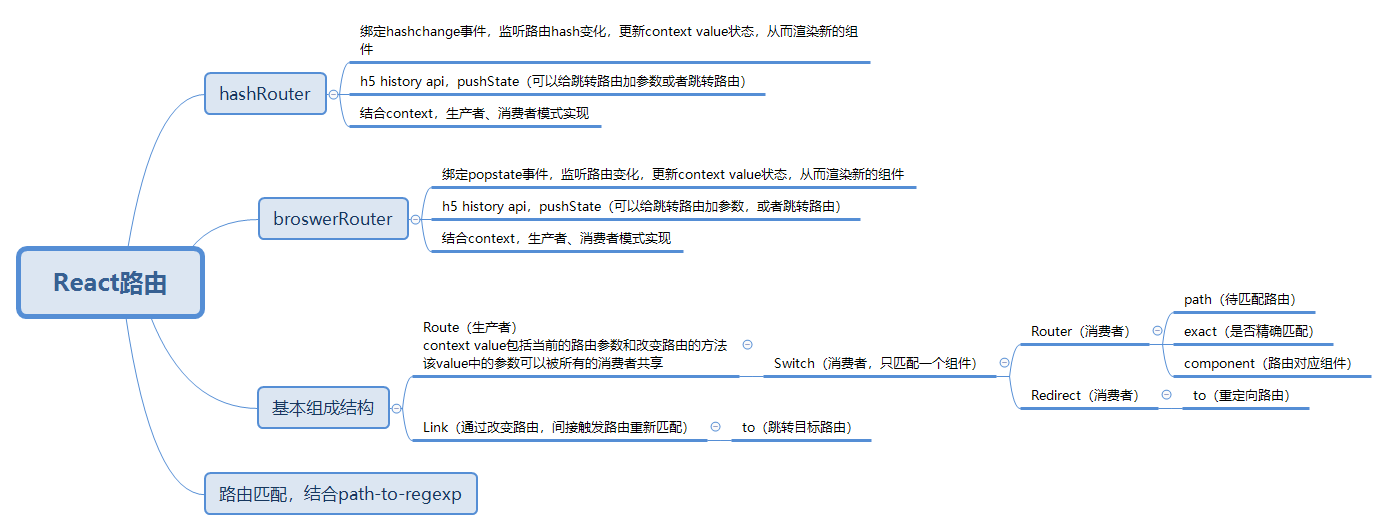 React路由
hashRouter
绑定hashchange事件，监听路由hash变化，更新context value状态，从而渲染新的组
件
h5 history api，pushState（可以给跳转路由加参数或者跳转路由）
结合context，生产者、消费者模式实现
broswerRouter
绑定popstate事件，监听路由变化，更新context value状态，从而渲染新的组件
h5 history api，pushState（可以给跳转路由加参数，或者跳转路由）
结合context，生产者、消费者模式实现
基本组成结构
Route（生产者）
context value包括当前的路由参数和改变路由的方法
该value中的参数可以被所有的消费者共享
Switch（消费者，只匹配一个组件）
Router（消费者）
path（待匹配路由）
exact（是否精确匹配）
component（路由对应组件）
Redirect（消费者）
to（重定向路由）
Link（通过改变路由，间接触发路由重新匹配）
to（跳转目标路由）
路由匹配，结合path-to-regexp